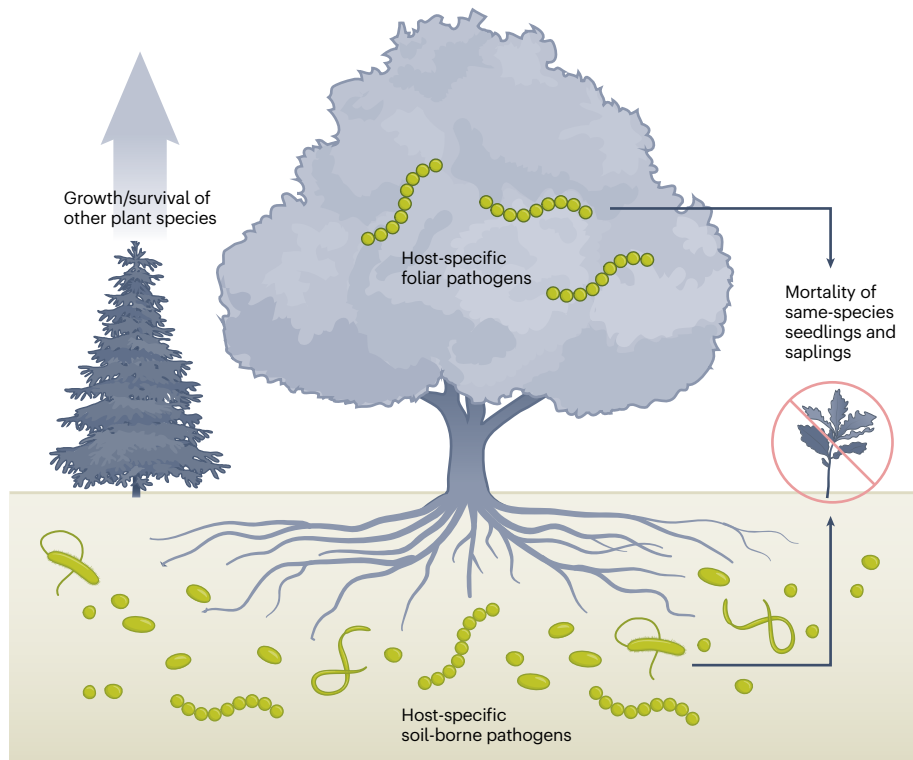 Growth/survival of
other plant species
Host-specific
foliar pathogens
Mortality of
same-species
seedlings and
saplings
Host-specific
soil-borne pathogens